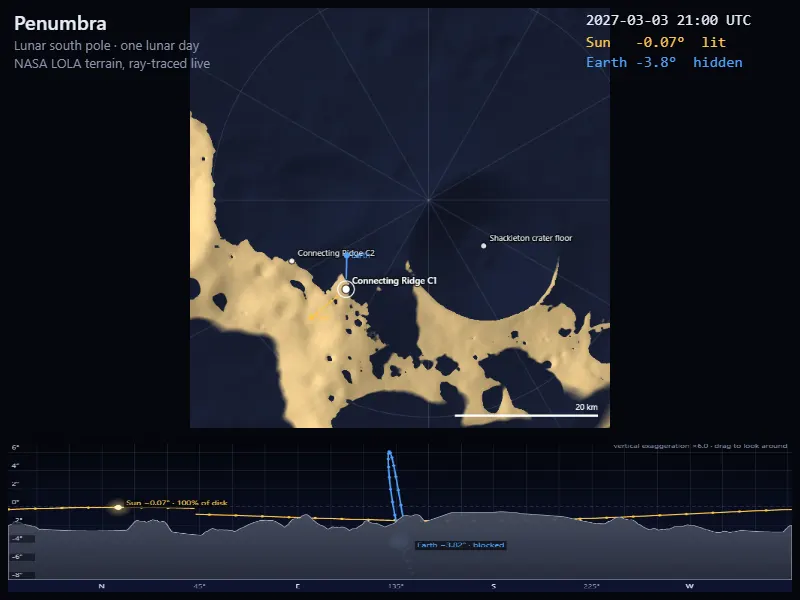 Penumbra
Lunar south pole · one lunar day
NASA LOLA terrain, ray-traced live
2027-03-03 21:00 UTC
Sun -0.07° lit
Earth -3.8° hidden
Shackleton crater floor
Connecting Ridge C2
Connecting Ridge C1
20 km
vertical exaggeration ×6.0 · drag to look around
6°
4°
2°
0°
-2°
-4°
-6°
-8°
Sun -0.07° · 100% of disk
Earth -3.82° · blocked
N 45° E 135° S 225° W